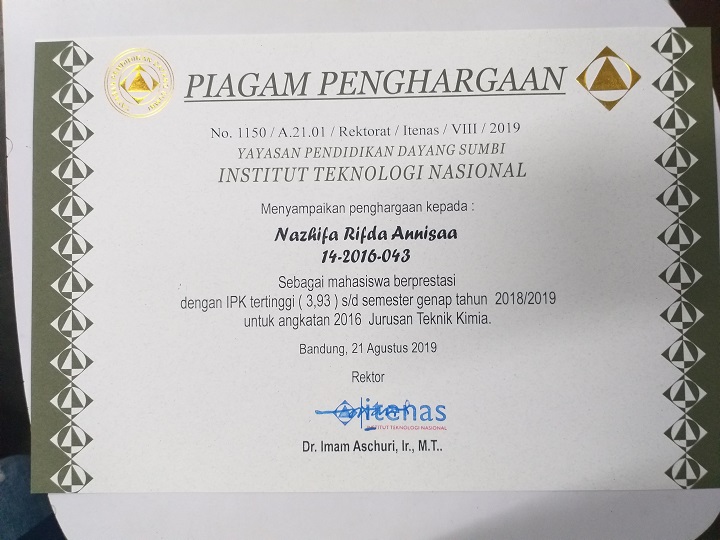 PIAGAM PENGHARGAAN
No. 1150 / A.21.01 / Rektorat / Itenas / VIII / 2019
YAYASAN PENDIDIKAN DAYANG SUMBI
INSTITUT TEKNOLOGI NASIONAL
Menyampaikan penghargaan kepada :
Nazhifa Rifda Annisaa
14-2016-043
Sebagai mahasiswa berprestasi
dengan IPK tertinggi ( 3,93 ) s/d semester genap tahun 2018/2019
untuk angkatan 2016 Jurusan Teknik Kimia.
Bandung, 21 Agustus 2019
Rektor
itenas
INSTITUT TEKNOLOGI NASIONAL
Dr. Imam Aschuri, Ir., M.T..